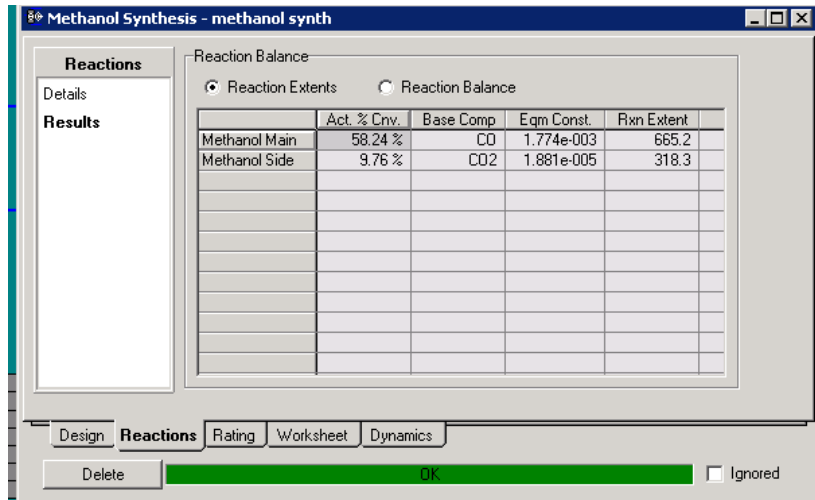 Methanol Synthesis - methanol synth
Reactions
Details
Results
Reaction Balance
Reaction Extents Reaction Balance
Act. % Cnv. Base Comp Eqm Const. Rxn Extent
Methanol Main 58.24 % CO 1.774e-003 665.2
Methanol Side 9.76 % CO2 1.881e-005 318.3
Design Reactions Rating Worksheet Dynamics
Delete OK Ignored